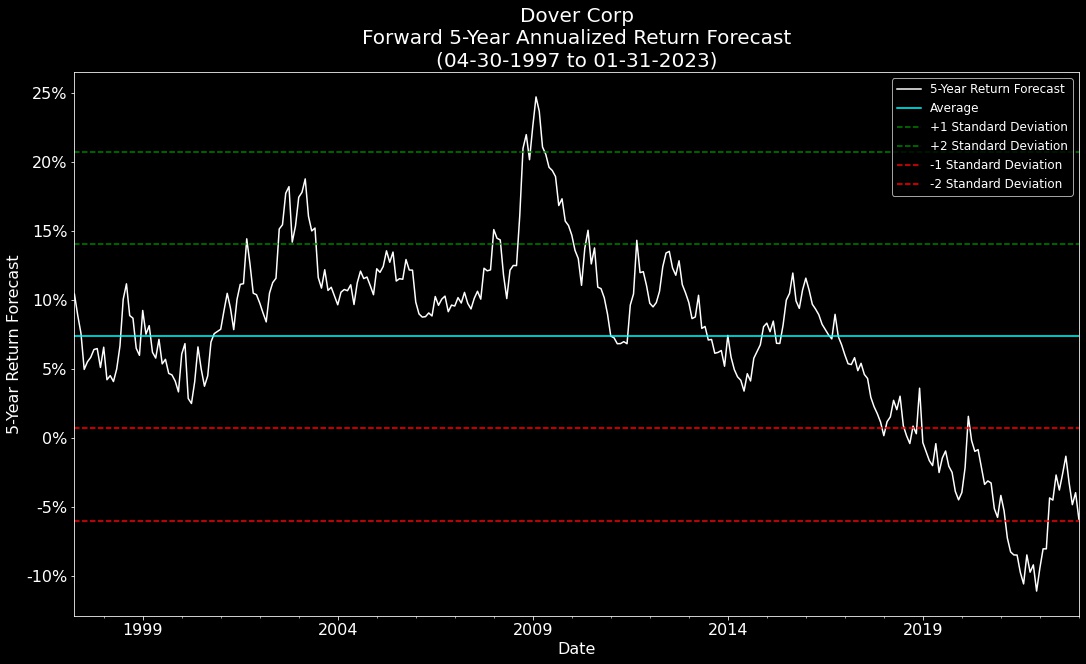 Dover Corp
Forward 5-Year Annualized Return Forecast
(04-30-1997 to 01-31-2023)
5-Year Return Forecast
Average
+1 Standard Deviation
+2 Standard Deviation
-1 Standard Deviation
-2 Standard Deviation
25%
20%
15%
10%
5%
0%
-5%
-10%
5-Year Return Forecast
1999
2004
2009
2014
2019
Date